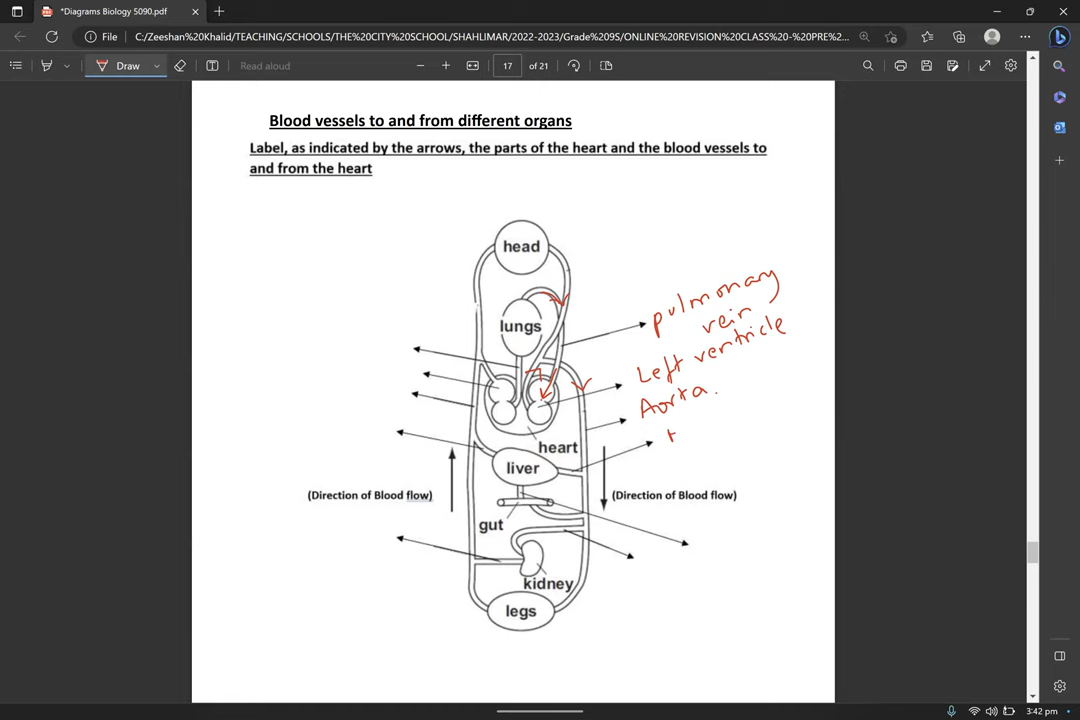 *Diagrams Biology 5090.pdf
File
C:/Zeeshan%20Khalid/TEACHING/SCHOOLS/THE%20CITY%20SCHOOL/SHAHLIMAR/2022-2023/Grade%209S/ONLINE%20REVISION%20CLASS%20-%20PRE%2...
Draw
Read aloud
17
of 21
Blood vessels to and from different organs
Label, as indicated by the arrows, the parts of the heart and the blood vessels to
and from the heart
head
lungs
pulmonary
vein
Left ventricle
Aorta.
heart
liver
(Direction of Blood flow)
(Direction of Blood flow)
gut
kidney
legs
3:42 pm